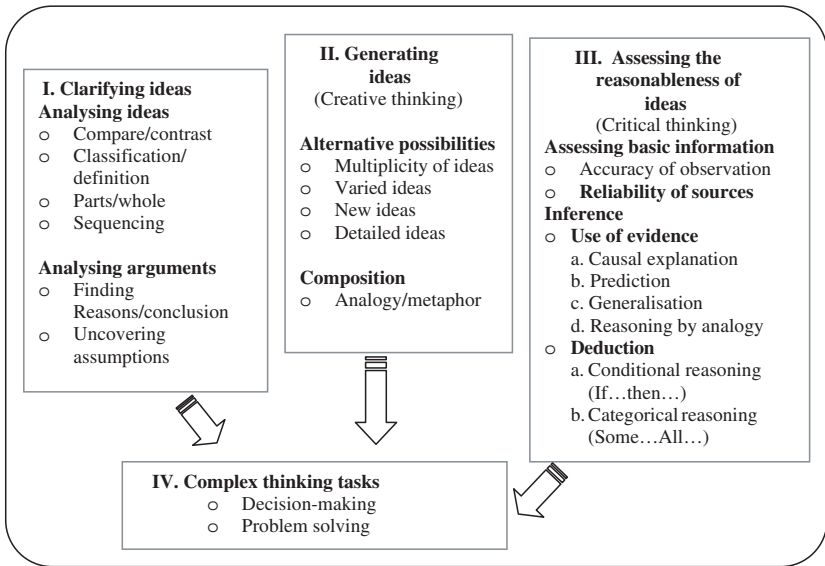 I. Clarifying ideas
Analysing ideas
o Compare/contrast
o Classification/
definition
o Parts/whole
o Sequencing
Analysing arguments
o Finding
Reasons/conclusion
o Uncovering
assumptions
II. Generating
ideas
(Creative thinking)
Alternative possibilities
o Multiplicity of ideas
o Varied ideas
o New ideas
o Detailed ideas
Composition
o Analogy/metaphor
III. Assessing the
reasonableness of
ideas
(Critical thinking)
Assessing basic information
o Accuracy of observation
o Reliability of sources
Inference
o Use of evidence
a. Causal explanation
b. Prediction
c. Generalisation
d. Reasoning by analogy
o Deduction
a. Conditional reasoning
(If…then…)
b. Categorical reasoning
(Some…All…)
IV. Complex thinking tasks
o Decision-making
o Problem solving